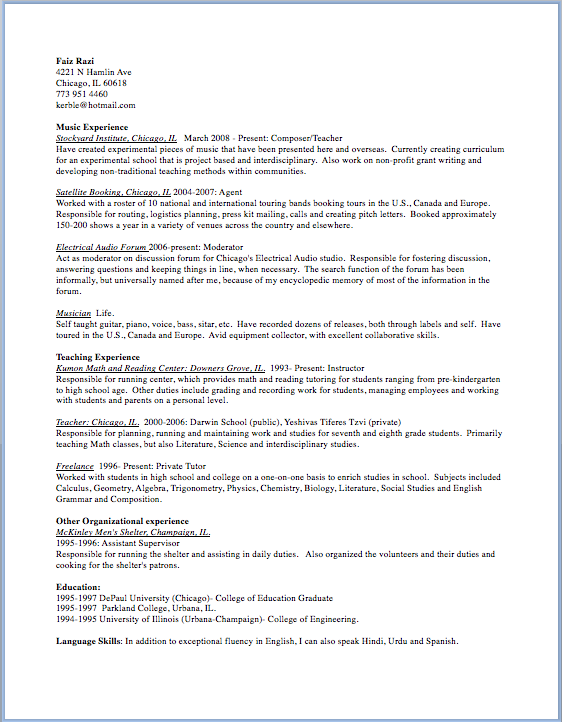 Faiz Razi
4221 N Hamlin Ave
Chicago, IL 60618
773 951 4460
kerble@hotmail.com
Music Experience
Stockyard Institute, Chicago, IL   March 2008 - Present: Composer/Teacher
Have created experimental pieces of music that have been presented here and overseas.  Currently creating curriculum
for an experimental school that is project based and interdisciplinary.  Also work on non-profit grant writing and
developing non-traditional teaching methods within communities.
Satellite Booking, Chicago, IL 2004-2007: Agent
Worked with a roster of 10 national and international touring bands booking tours in the U.S., Canada and Europe.
Responsible for routing, logistics planning, press kit mailing, calls and creating pitch letters.  Booked approximately
150-200 shows a year in a variety of venues across the country and elsewhere.
Electrical Audio Forum 2006-present: Moderator
Act as moderator on discussion forum for Chicago's Electrical Audio studio.  Responsible for fostering discussion,
answering questions and keeping things in line, when necessary.  The search function of the forum has been
informally, but universally named after me, because of my encyclopedic memory of most of the information in the
forum.
Musician  Life.
Self taught guitar, piano, voice, bass, sitar, etc.  Have recorded dozens of releases, both through labels and self.  Have
toured in the U.S., Canada and Europe.  Avid equipment collector, with excellent collaborative skills.
Teaching Experience
Kumon Math and Reading Center: Downers Grove, IL.  1993- Present: Instructor
Responsible for running center, which provides math and reading tutoring for students ranging from pre-kindergarten
to high school age.  Other duties include grading and recording work for students, managing employees and working
with students and parents on a personal level.
Teacher: Chicago, IL.  2000-2006: Darwin School (public), Yeshivas Tiferes Tzvi (private)
Responsible for planning, running and maintaining work and studies for seventh and eighth grade students.  Primarily
teaching Math classes, but also Literature, Science and interdisciplinary studies.
Freelance  1996- Present: Private Tutor
Worked with students in high school and college on a one-on-one basis to enrich studies in school.  Subjects included
Calculus, Geometry, Algebra, Trigonometry, Physics, Chemistry, Biology, Literature, Social Studies and English
Grammar and Composition.
Other Organizational experience
McKinley Men's Shelter, Champaign, IL.
1995-1996: Assistant Supervisor
Responsible for running the shelter and assisting in daily duties.   Also organized the volunteers and their duties and
cooking for the shelter's patrons.
Education:
1995-1997 DePaul University (Chicago)- College of Education Graduate
1995-1997  Parkland College, Urbana, IL.
1994-1995 University of Illinois (Urbana-Champaign)- College of Engineering.
Language Skills: In addition to exceptional fluency in English, I can also speak Hindi, Urdu and Spanish.